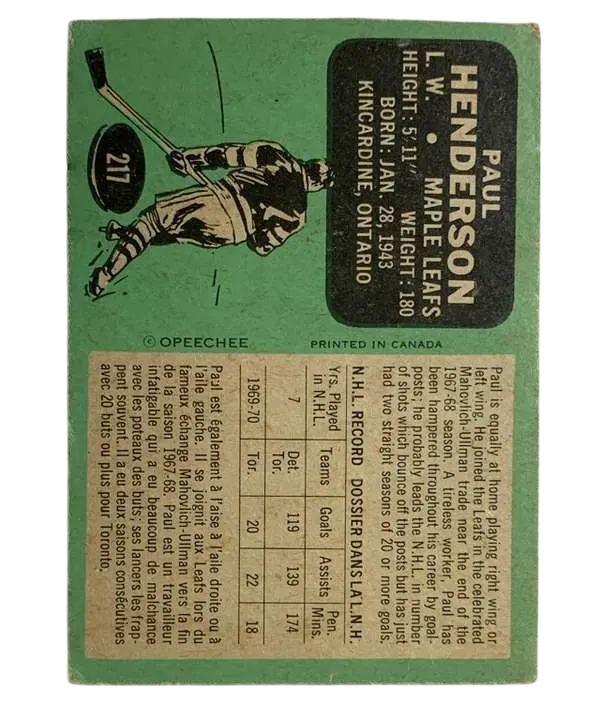 PAUL
HENDERSON
L. W. • MAPLE LEAFS
HEIGHT: 5'11" WEIGHT: 180
BORN: JAN. 28, 1943
KINCARDINE, ONTARIO
217
© OPEECHEE PRINTED IN CANADA
Paul is equally at home playing right wing or
left wing. He joined the Leafs in the celebrated
Mahovlich-Ullman trade near the end of the
1967-68 season. A tireless worker, Paul has
been hampered throughout his career by goal-
posts; he probably leads the N.H.L. in number
of shots which bounce off the posts but has just
had two straight seasons of 20 or more goals.
N.H.L. RECORD DOSSIER DANS LA L.N.H.
Yrs. Played in N.H.L. Teams Goals Assists Pen. Mins.
7 Det. Tor. 119 139 174
1969-70 Tor. 20 22 18
Paul est également à l'aise à l'aile droite ou à
l'aile gauche. Il se joignit aux Leafs lors du
fameux échange Mahovlich-Ullman vers la fin
de la saison 1967-68. Paul est un travailleur
infatigable qui a eu beaucoup de malchance
avec les poteaux des buts; ses lancers les frap-
pent souvent. Il a eu deux saisons consécutives
avec 20 buts ou plus pour Toronto.